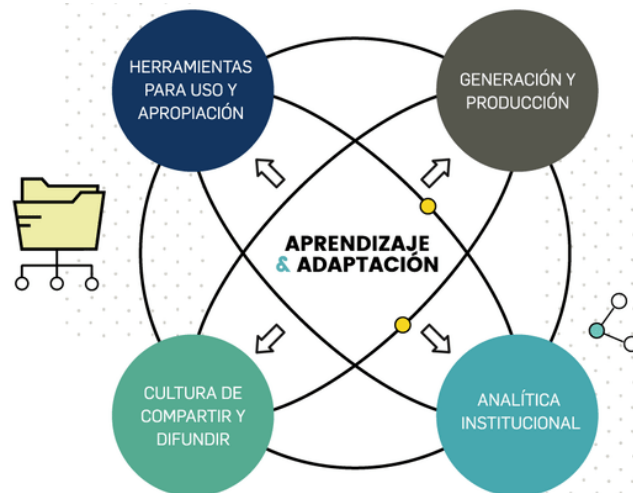 HERRAMIENTAS
PARA USO Y
APROPIACIÓN
GENERACIÓN Y
PRODUCCIÓN
APRENDIZAJE
& ADAPTACIÓN
CULTURA DE
COMPARTIR Y
DIFUNDIR
ANALÍTICA
INSTITUCIONAL